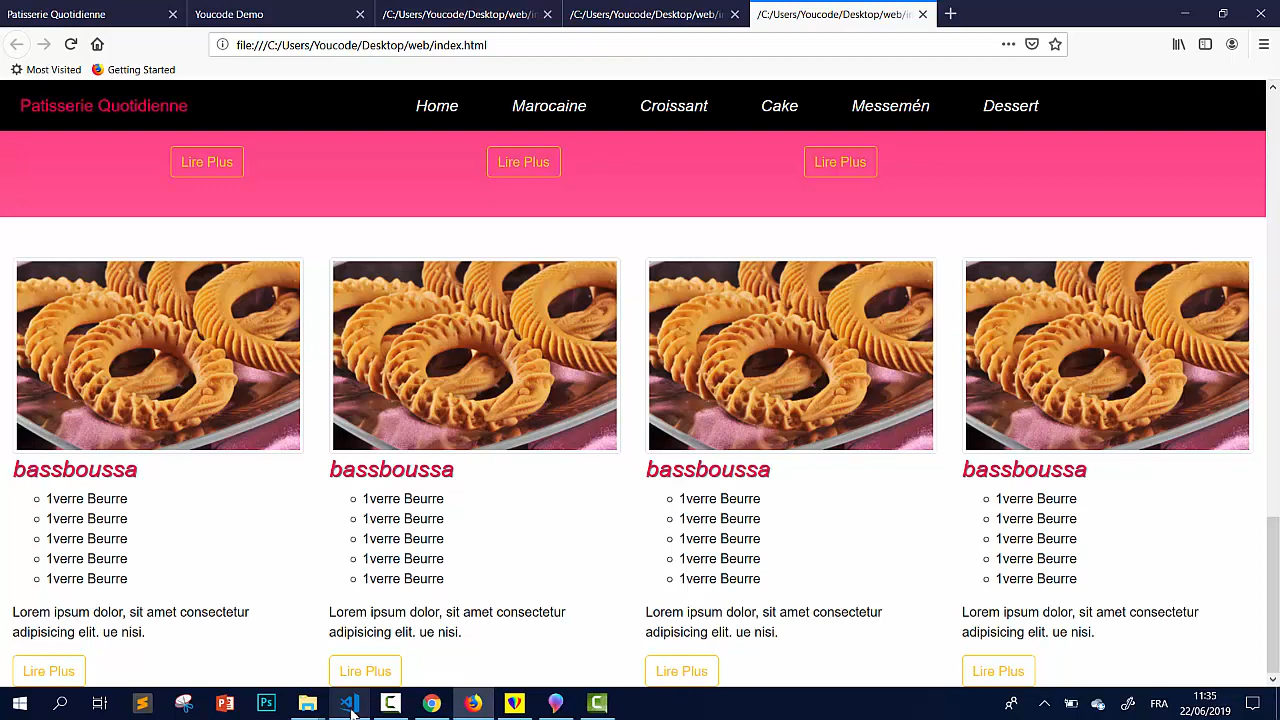 Patisserie Quotidienne
Youcode Demo
/C:/Users/Youcode/Desktop/web/in
/C:/Users/Youcode/Desktop/web/in
/C:/Users/Youcode/Desktop/web/in
file:///C:/Users/Youcode/Desktop/web/index.html
Most Visited Getting Started
Patisserie Quotidienne Home Marocaine Croissant Cake Messemén Dessert
Lire Plus Lire Plus Lire Plus
bassboussa bassboussa bassboussa bassboussa
1verre Beurre 1verre Beurre 1verre Beurre 1verre Beurre
1verre Beurre 1verre Beurre 1verre Beurre 1verre Beurre
1verre Beurre 1verre Beurre 1verre Beurre 1verre Beurre
1verre Beurre 1verre Beurre 1verre Beurre 1verre Beurre
1verre Beurre 1verre Beurre 1verre Beurre 1verre Beurre
Lorem ipsum dolor, sit amet consectetur Lorem ipsum dolor, sit amet consectetur Lorem ipsum dolor, sit amet consectetur Lorem ipsum dolor, sit amet consectetur
adipisicing elit. ue nisi. adipisicing elit. ue nisi. adipisicing elit. ue nisi. adipisicing elit. ue nisi.
Lire Plus Lire Plus Lire Plus Lire Plus
Ps
FRA
11:35
22/06/2019